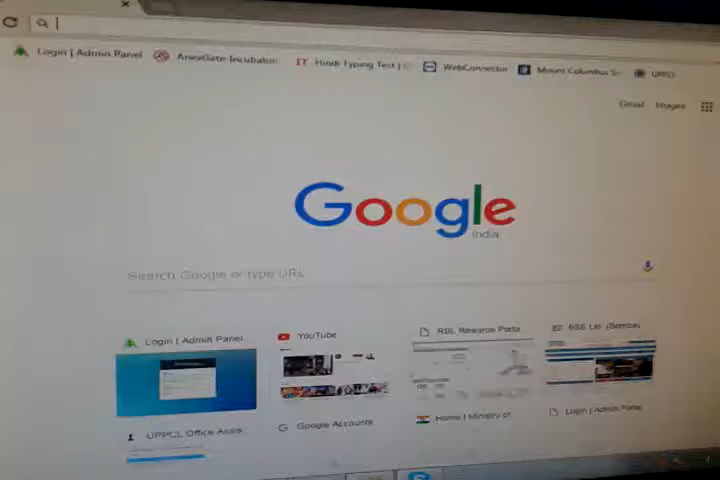 Login | Admin Panel
AnexGate Incubator
IT Hindi Typing Test |
WebConnector
Mount Columbus Sc
UPPCL
Gmail Images
Google
India
Search Google or type URL
Login | Admin Panel
YouTube
RBL Rewards Porta
BSE Ltd. (Bombay
UPPCL Office Assis
Google Accounts
Home | Ministry of
Login | Admin Panel